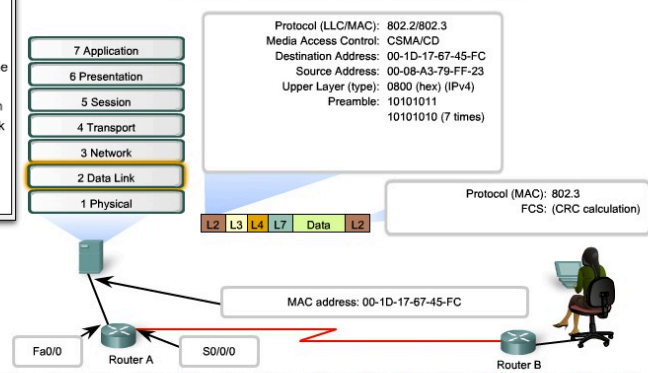 Protocol (LLC/MAC): 802.2/802.3
Media Access Control: CSMA/CD
Destination Address: 00-1D-17-67-45-FC
Source Address: 00-08-A3-79-FF-23
Upper Layer (type): 0800 (hex) (IPv4)
Preamble: 10101011
10101010 (7 times)
7 Application
6 Presentation
5 Session
4 Transport
3 Network
2 Data Link
1 Physical
Protocol (MAC): 802.3
FCS: (CRC calculation)
L2 L3 L4 L7 Data L2
MAC address: 00-1D-17-67-45-FC
Fa0/0
Router A
S0/0/0
Router B